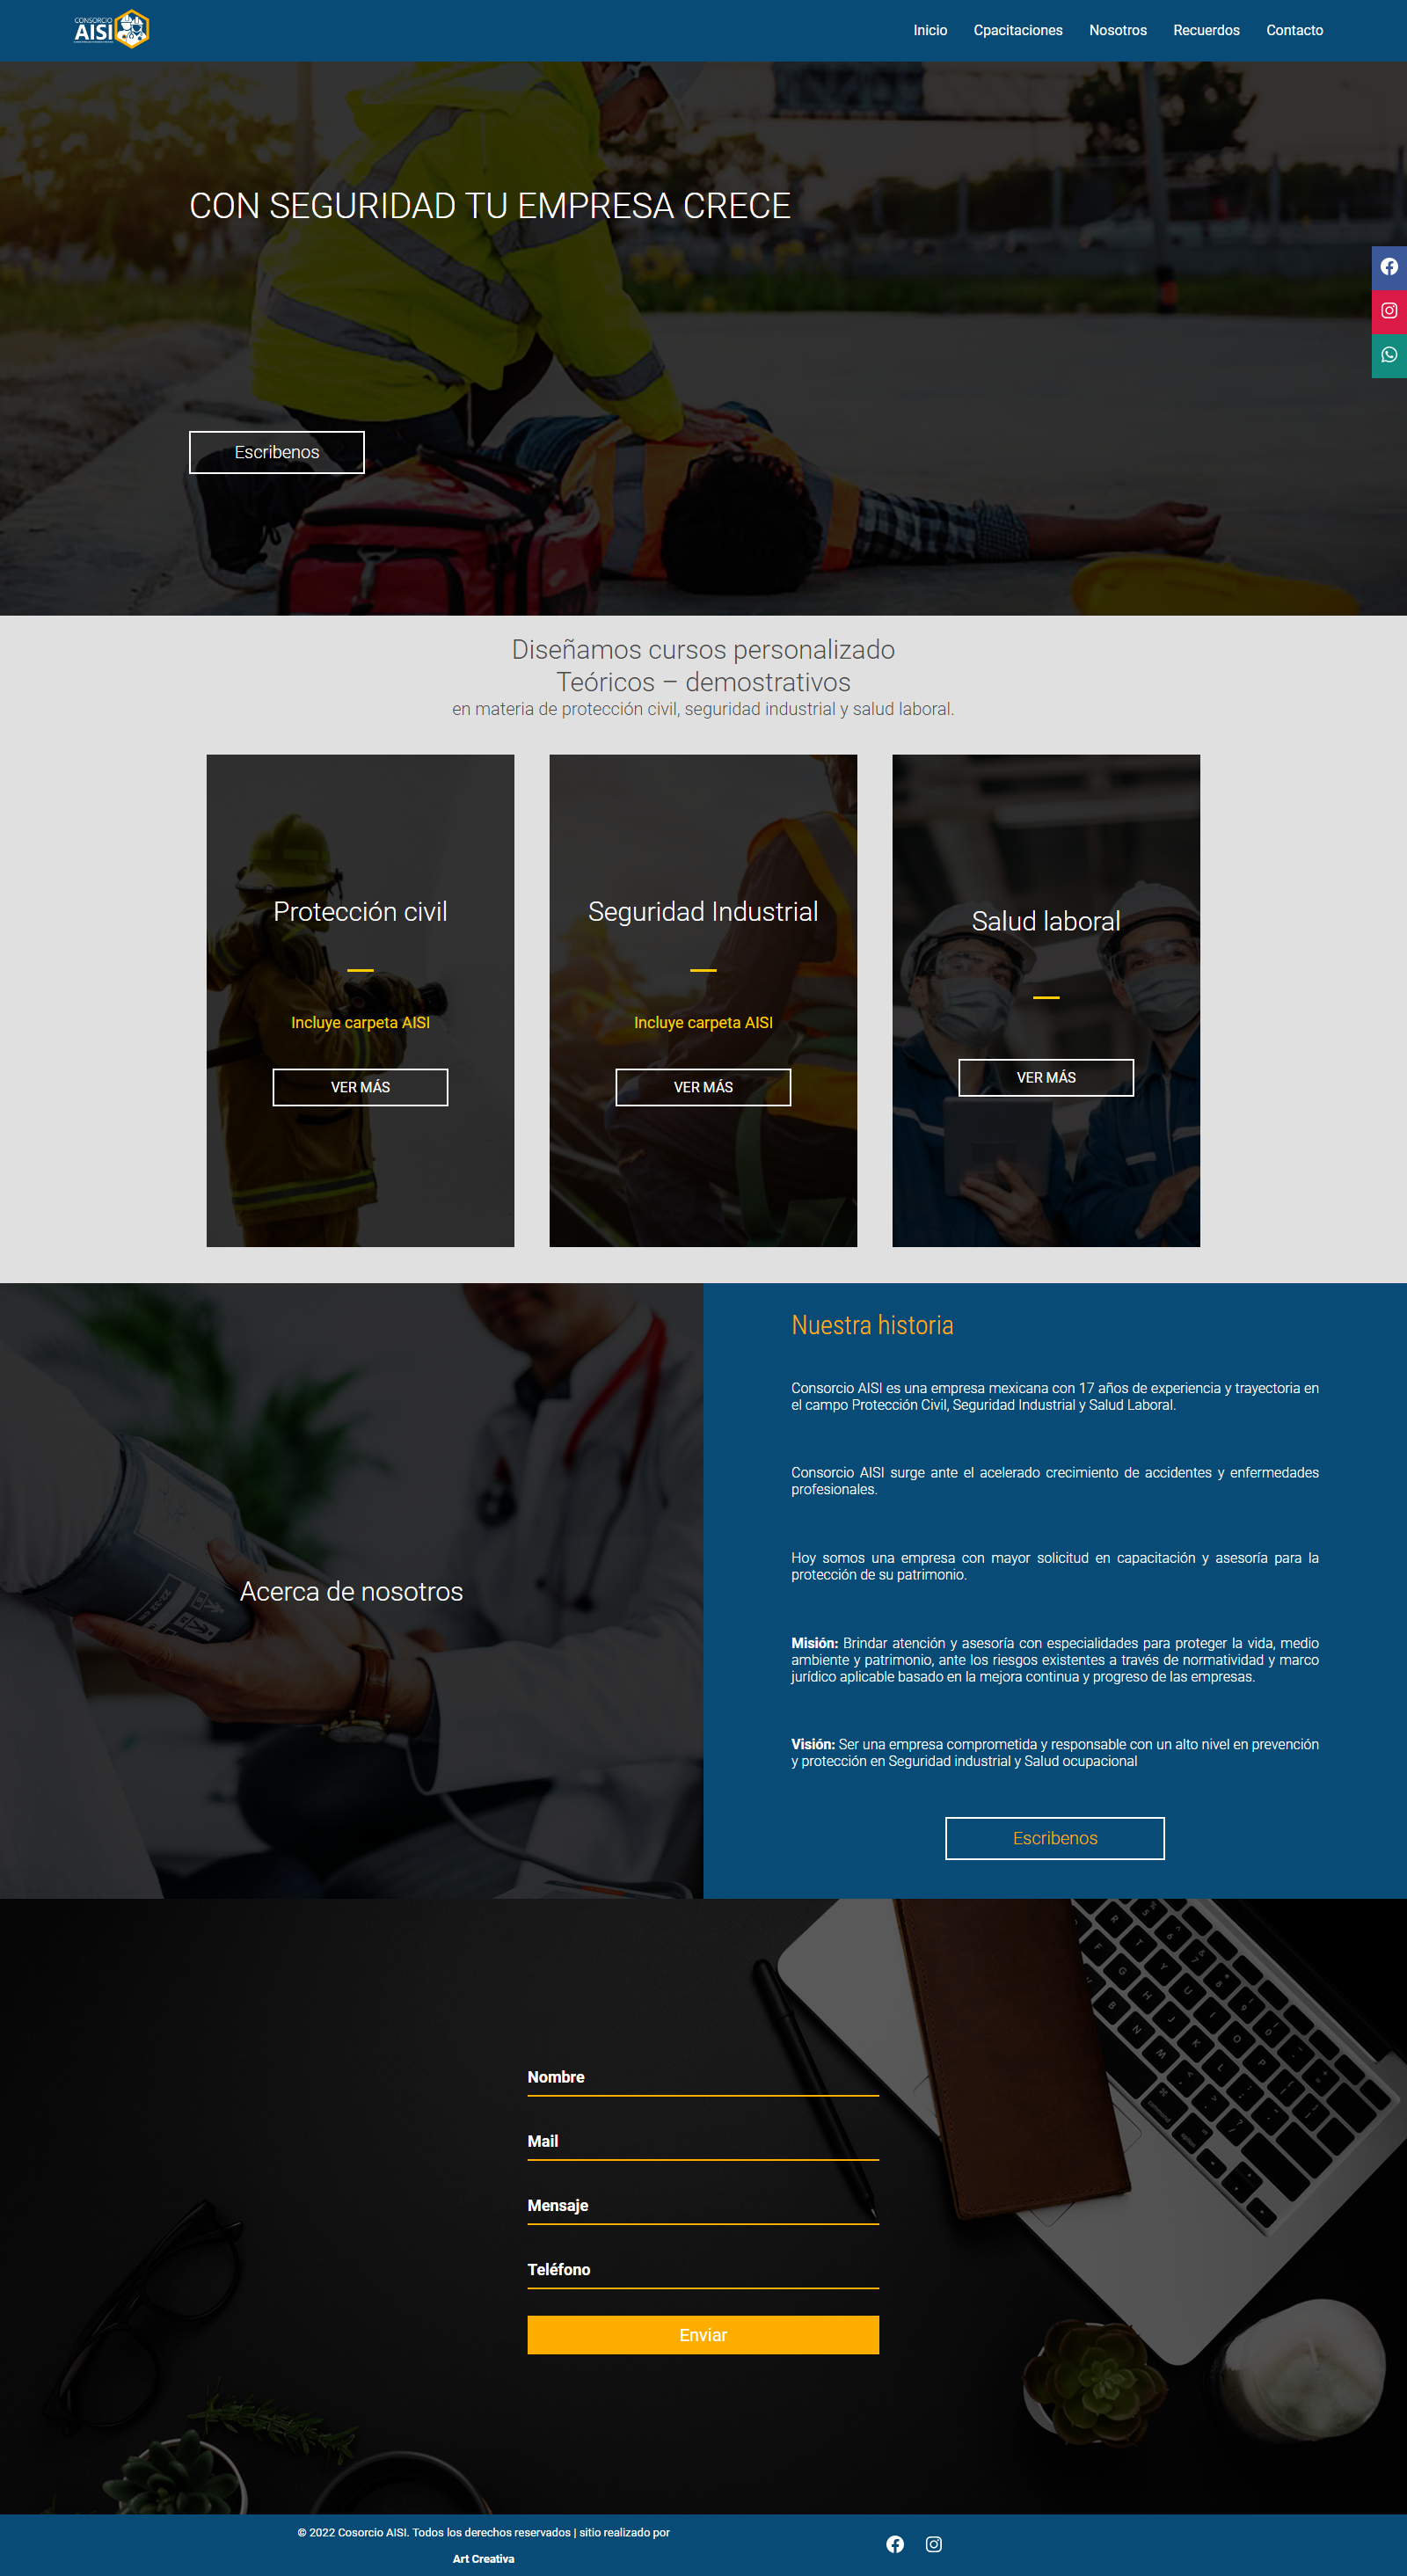 CONSORCIO
AISI
Inicio Cpacitaciones Nosotros Recuerdos Contacto
CON SEGURIDAD TU EMPRESA CRECE
Escribenos
Diseñamos cursos personalizado
Teóricos – demostrativos
en materia de protección civil, seguridad industrial y salud laboral.
Protección civil
Incluye carpeta AISI
VER MÁS
Seguridad Industrial
Incluye carpeta AISI
VER MÁS
Salud laboral
VER MÁS
Acerca de nosotros
Nuestra historia
Consorcio AISI es una empresa mexicana con 17 años de experiencia y trayectoria en
el campo Protección Civil, Seguridad Industrial y Salud Laboral.
Consorcio AISI surge ante el acelerado crecimiento de accidentes y enfermedades
profesionales.
Hoy somos una empresa con mayor solicitud en capacitación y asesoría para la
protección de su patrimonio.
Misión: Brindar atención y asesoría con especialidades para proteger la vida, medio
ambiente y patrimonio, ante los riesgos existentes a través de normatividad y marco
jurídico aplicable basado en la mejora continua y progreso de las empresas.
Visión: Ser una empresa comprometida y responsable con un alto nivel en prevención
y protección en Seguridad industrial y Salud ocupacional
Escribenos
Nombre
Mail
Mensaje
Teléfono
Enviar
© 2022 Cosorcio AISI. Todos los derechos reservados | sitio realizado por
Art Creativa